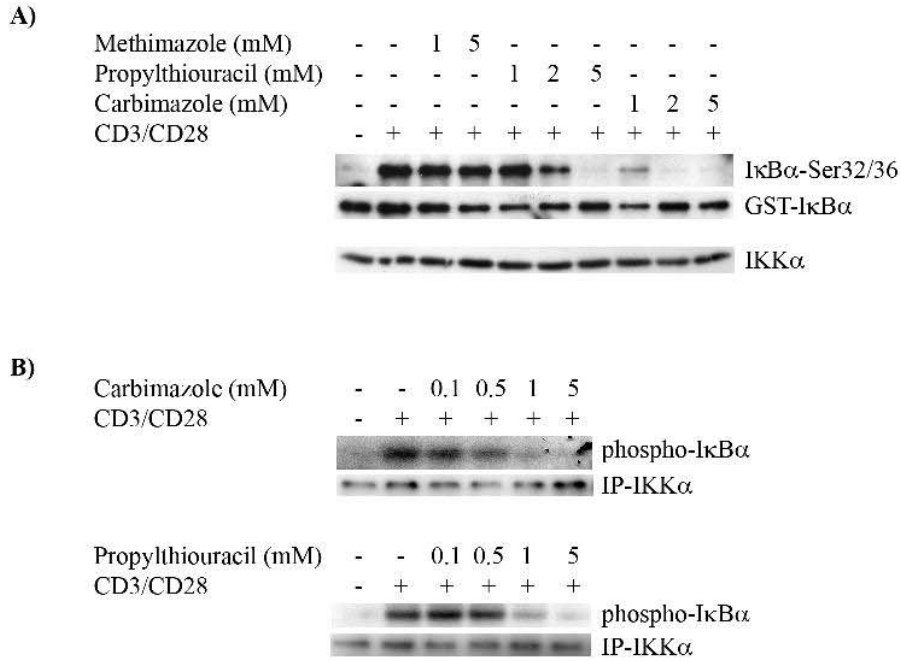 A)
Methimazole (mM) - - 1 5 - - - - - -
Propylthiouracil (mM) - - - - 1 2 5 - - -
Carbimazole (mM) - - - - - - - 1 2 5
CD3/CD28 - + + + + + + + + +
IκBα-Ser32/36
GST-IκBα
IKKα
B)
Carbimazole (mM) - - 0.1 0.5 1 5
CD3/CD28 - + + + + +
phospho-IκBα
IP-IKKα
Propylthiouracil (mM) - - 0.1 0.5 1 5
CD3/CD28 - + + + + +
phospho-IκBα
IP-IKKα